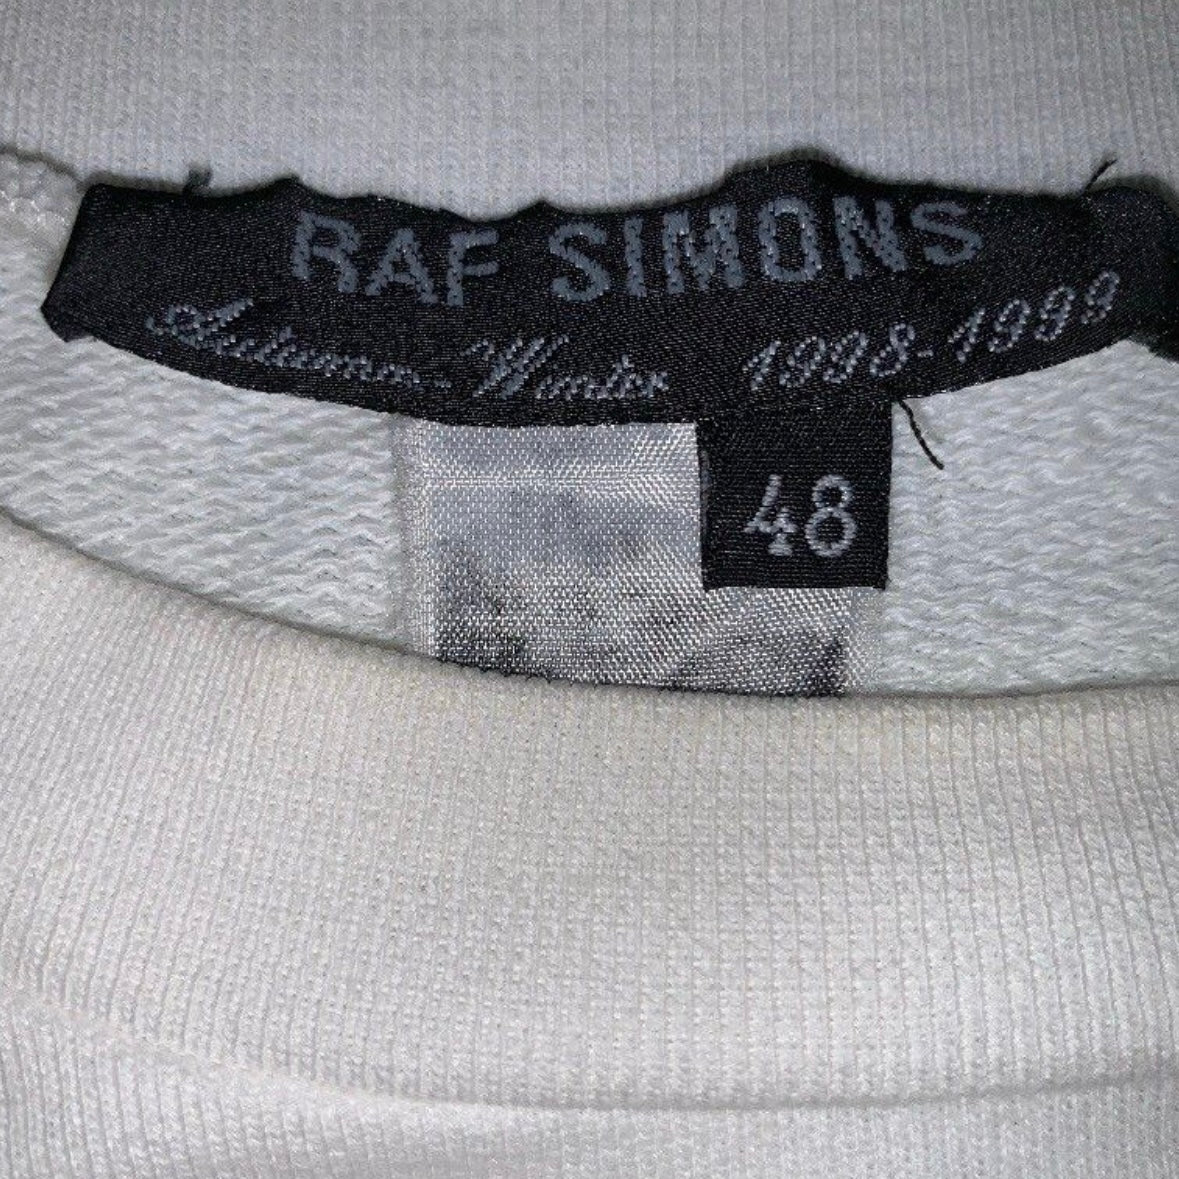 RAF SIMONS
Autumn-Winter 1998-1999
48